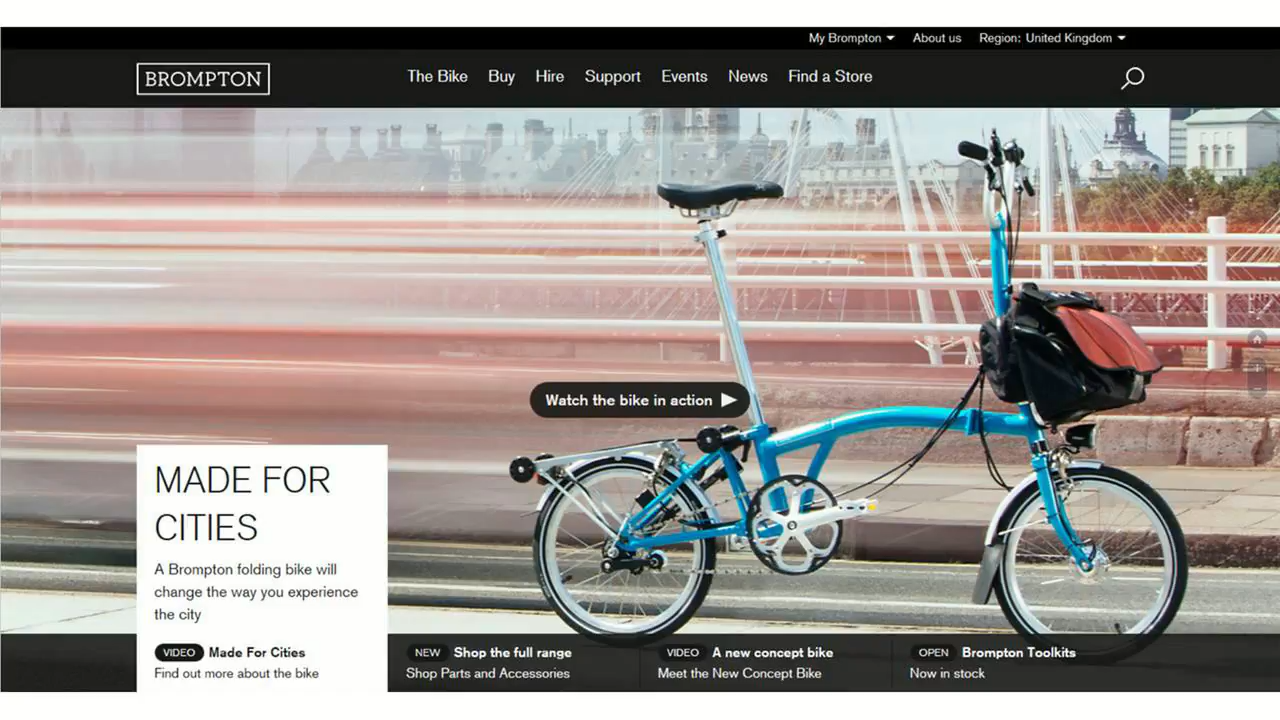 My Brompton About us Region: United Kingdom
BROMPTON
The Bike Buy Hire Support Events News Find a Store
Watch the bike in action
MADE FOR
CITIES
A Brompton folding bike will
change the way you experience
the city
VIDEO Made For Cities
Find out more about the bike
NEW Shop the full range
Shop Parts and Accessories
VIDEO A new concept bike
Meet the New Concept Bike
OPEN Brompton Toolkits
Now in stock